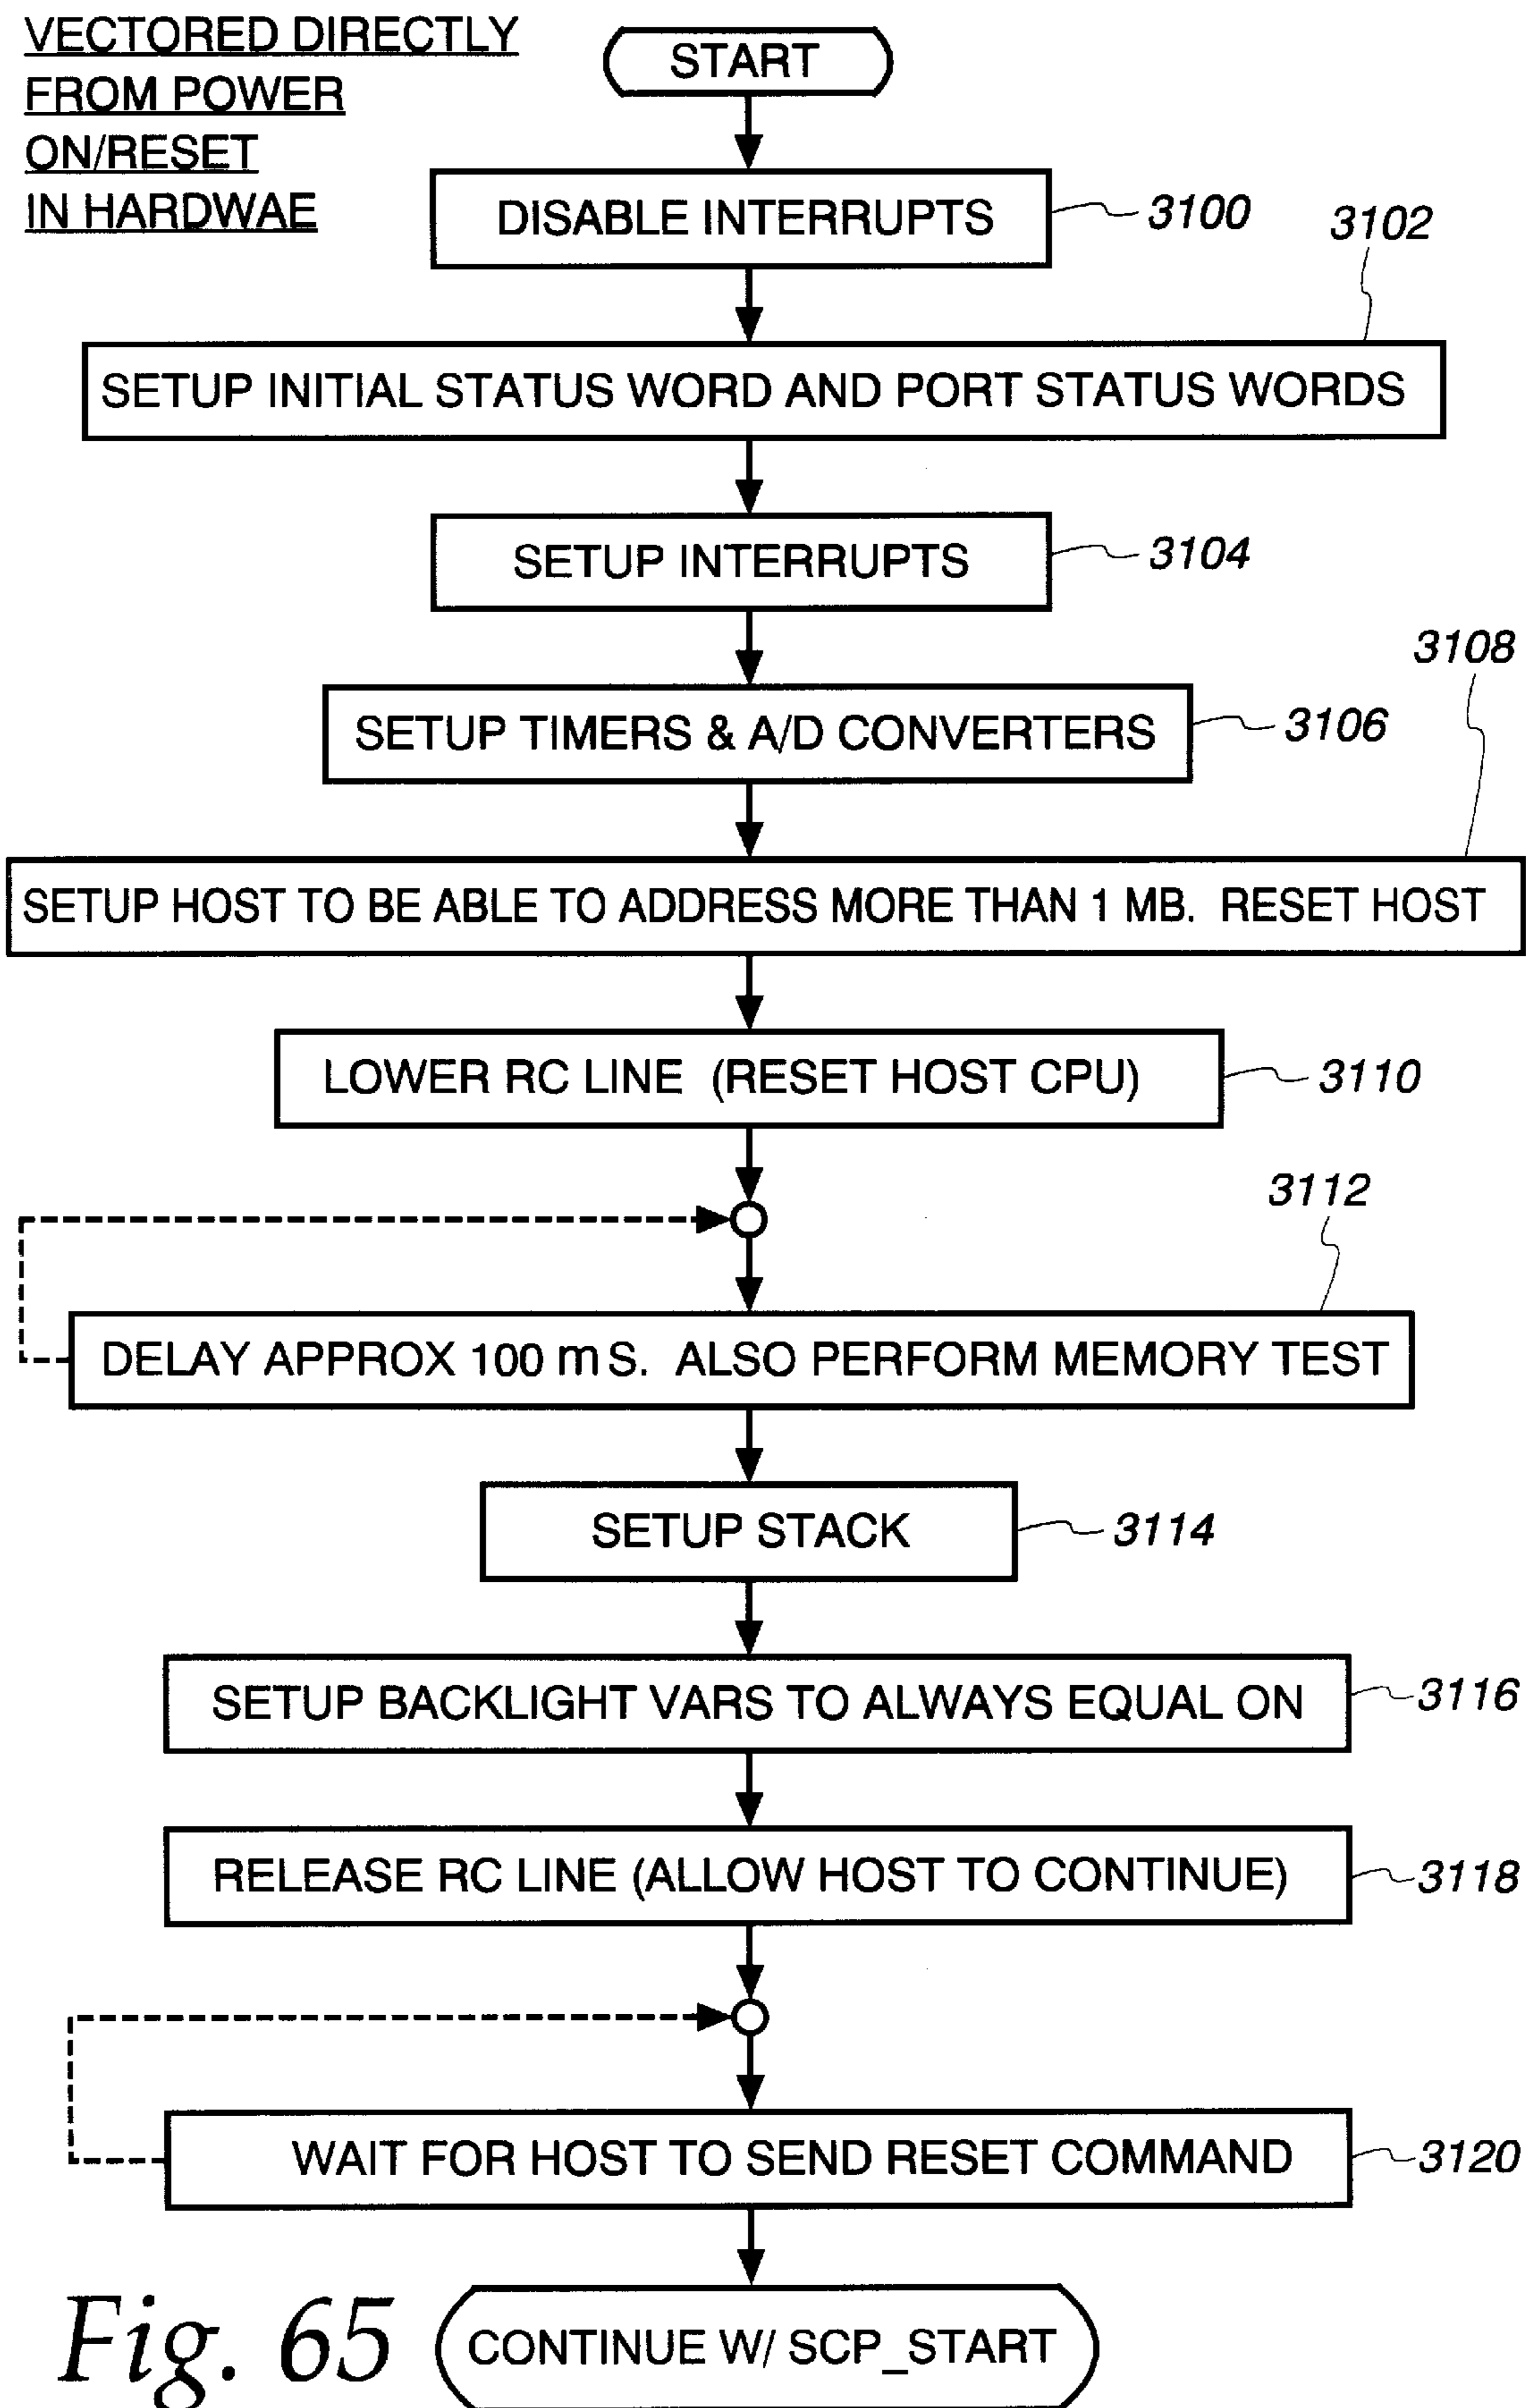 VECTORED DIRECTLY
FROM POWER
ON/RESET
IN HARDWAE
START
DISABLE INTERRUPTS
3100
3102
SETUP INITIAL STATUS WORD AND PORT STATUS WORDS
SETUP INTERRUPTS
3104
3108
SETUP TIMERS & A/D CONVERTERS
3106
SETUP HOST TO BE ABLE TO ADDRESS MORE THAN 1 MB. RESET HOST
LOWER RC LINE (RESET HOST CPU)
3110
3112
DELAY APPROX 100 mS. ALSO PERFORM MEMORY TEST
SETUP STACK
3114
SETUP BACKLIGHT VARS TO ALWAYS EQUAL ON
3116
RELEASE RC LINE (ALLOW HOST TO CONTINUE)
3118
WAIT FOR HOST TO SEND RESET COMMAND
3120
Fig. 65
CONTINUE W/ SCP_START